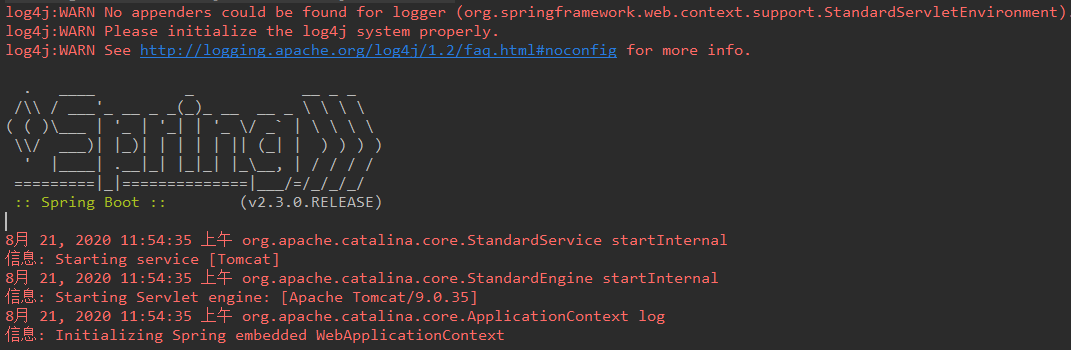 log4j:WARN No appenders could be found for logger (org.springframework.web.context.support.StandardServletEnvironment).
log4j:WARN Please initialize the log4j system properly.
log4j:WARN See http://logging.apache.org/log4j/1.2/faq.html#noconfig for more info.
  .   ____          _            __ _ _
 /\\ / ___'_ __ _ _(_)_ __  __ _ \ \ \ \
( ( )\___ | '_ | '_| | '_ \/ _` | \ \ \ \
 \\/  ___)| |_)| | | | | || (_| |  ) ) ) )
  '  |____| .__|_| |_|_| |_\__, | / / / /
 =========|_|==============|___/=/_/_/_/
 :: Spring Boot ::        (v2.3.0.RELEASE)
8月 21, 2020 11:54:35 上午 org.apache.catalina.core.StandardService startInternal
信息: Starting service [Tomcat]
8月 21, 2020 11:54:35 上午 org.apache.catalina.core.StandardEngine startInternal
信息: Starting Servlet engine: [Apache Tomcat/9.0.35]
8月 21, 2020 11:54:35 上午 org.apache.catalina.core.ApplicationContext log
信息: Initializing Spring embedded WebApplicationContext